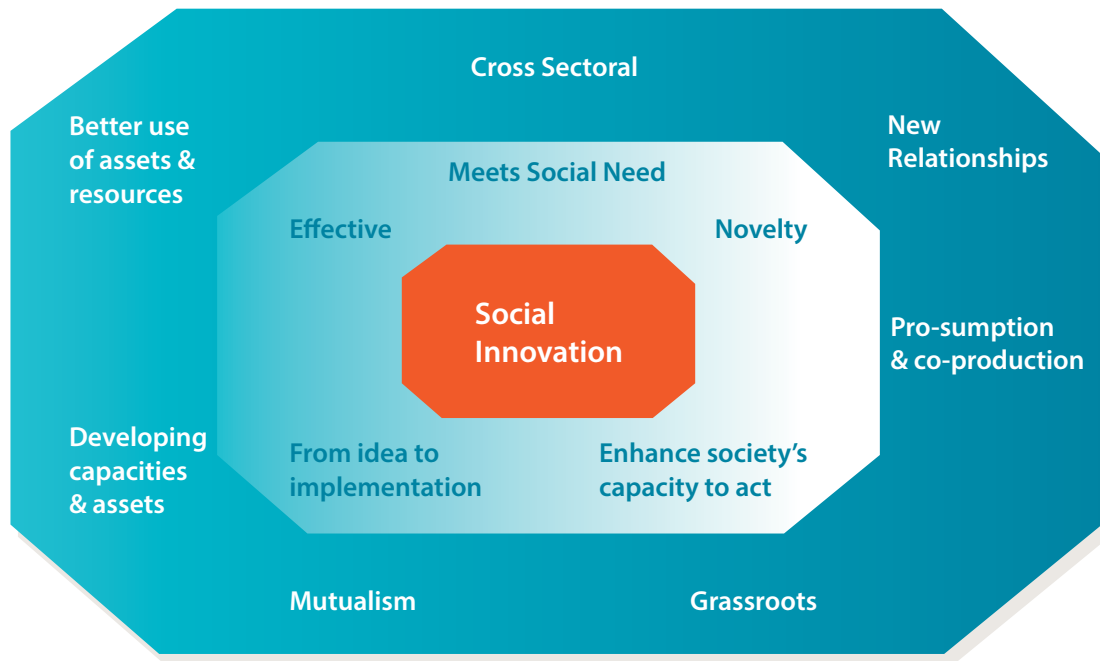 Cross Sectoral
Better use
of assets &
resources
New
Relationships
Meets Social Need
Effective
Novelty
Social
Innovation
Pro-sumption
& co-production
Developing
capacities
& assets
From idea to
implementation
Enhance society’s
capacity to act
Mutualism
Grassroots